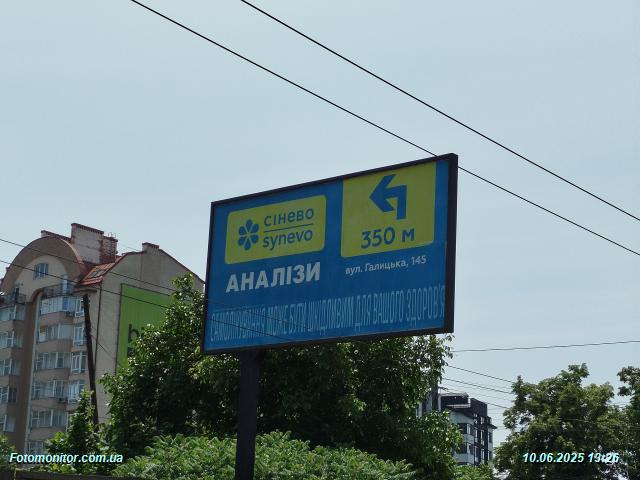 сінево
synevo
350 м
АНАЛІЗИ
вул. Галицька, 145
САМОЛІКУВАННЯ МОЖЕ БУТИ ШКІДЛИВИМ ДЛЯ ВАШОГО ЗДОРОВ'Я
Fotomonitor.com.ua
10.06.2025 13:26